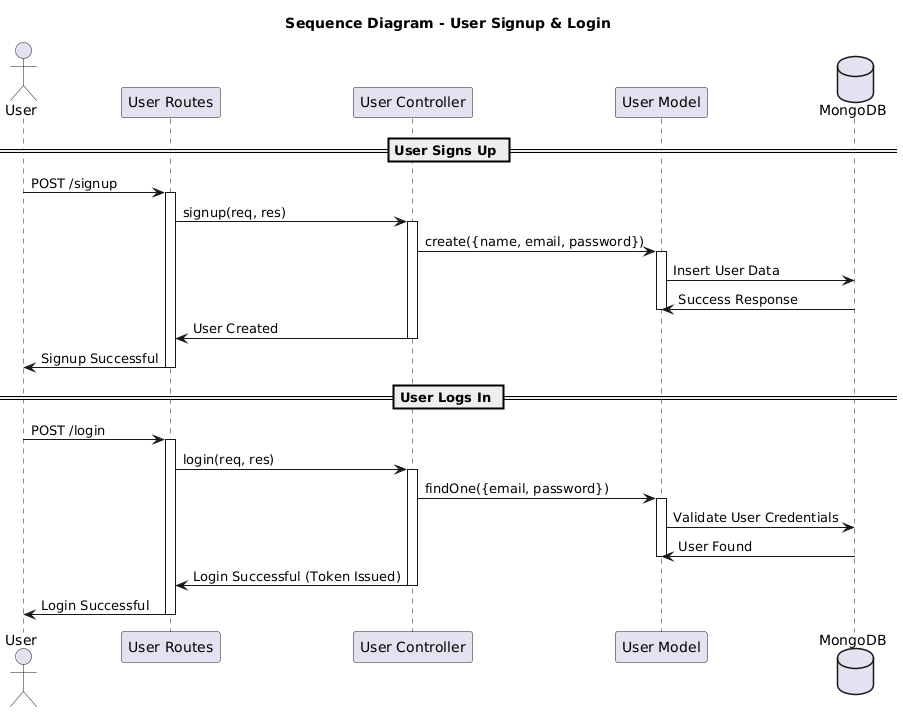 Sequence Diagram - User Signup & Login
User
User Routes
User Controller
User Model
MongoDB
User Signs Up
POST /signup
signup(req, res)
create({name, email, password})
Insert User Data
Success Response
User Created
Signup Successful
User Logs In
POST /login
login(req, res)
findOne({email, password})
Validate User Credentials
User Found
Login Successful (Token Issued)
Login Successful
User
User Routes
User Controller
User Model
MongoDB